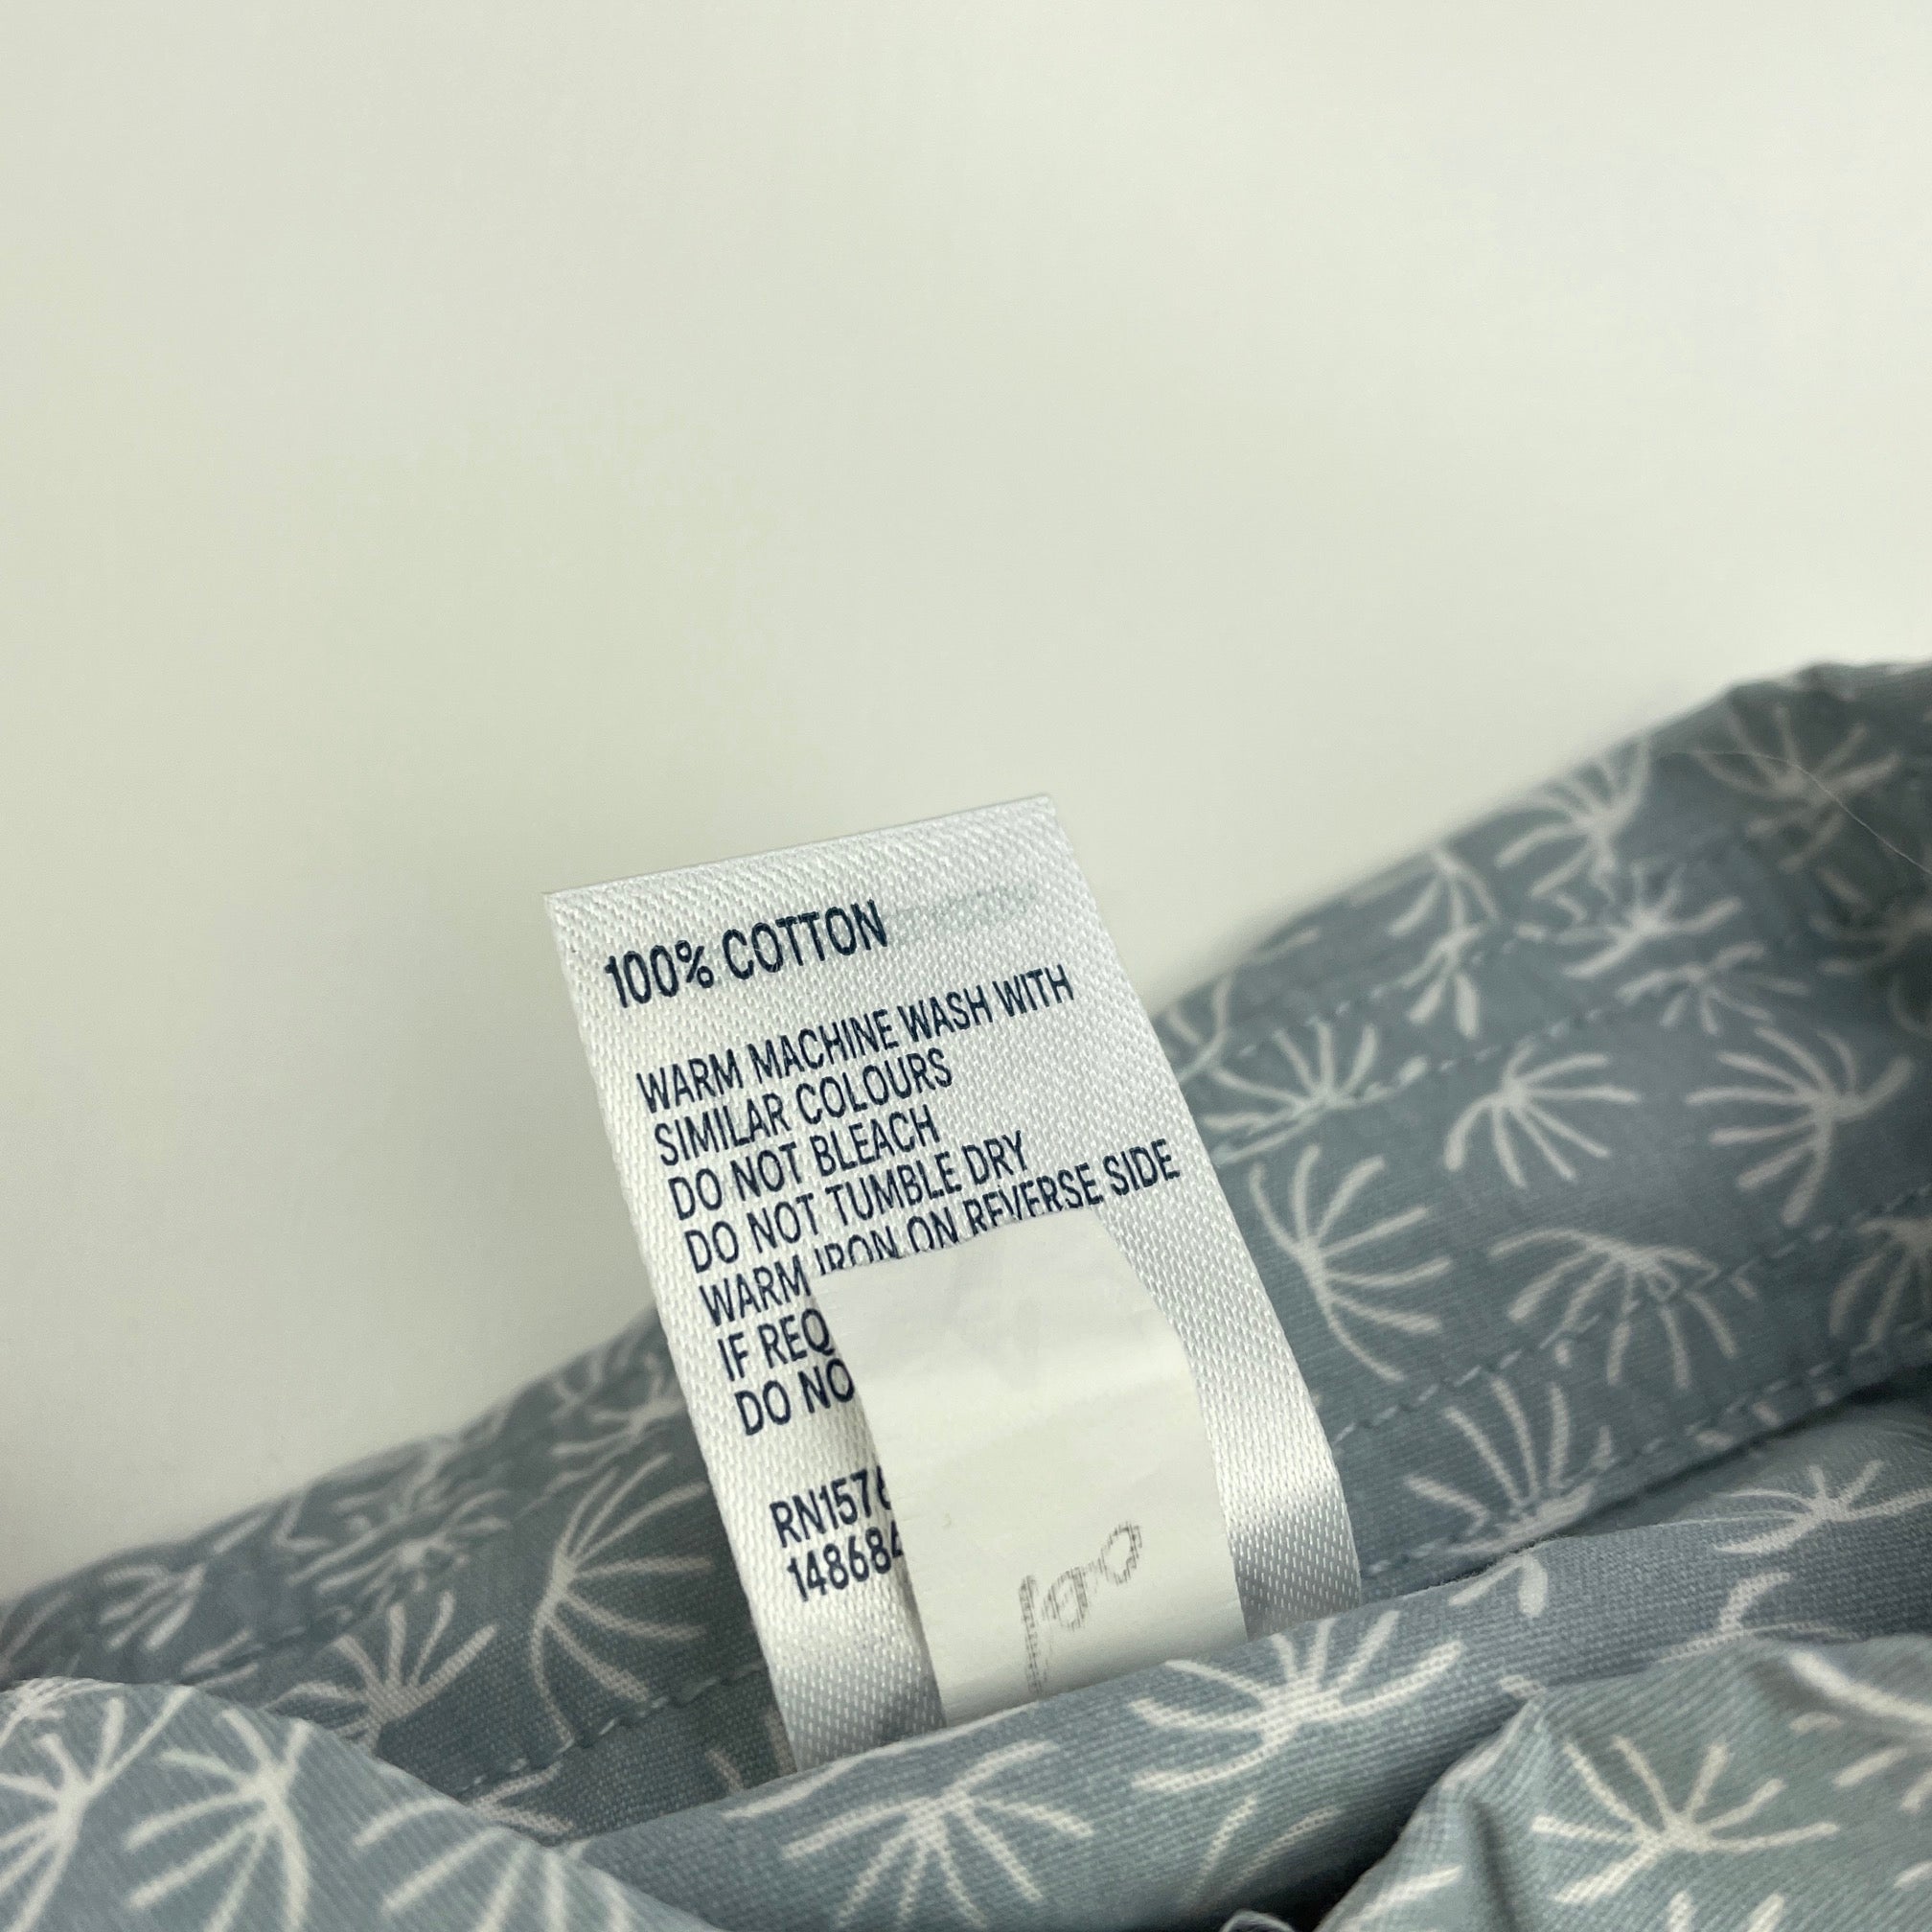 100% COTTON
WARM MACHINE WASH WITH
SIMILAR COLOURS
DO NOT BLEACH
DO NOT TUMBLE DRY
WARM IRON ON REVERSE SIDE
IF REQ
DO NO
RN157
14868